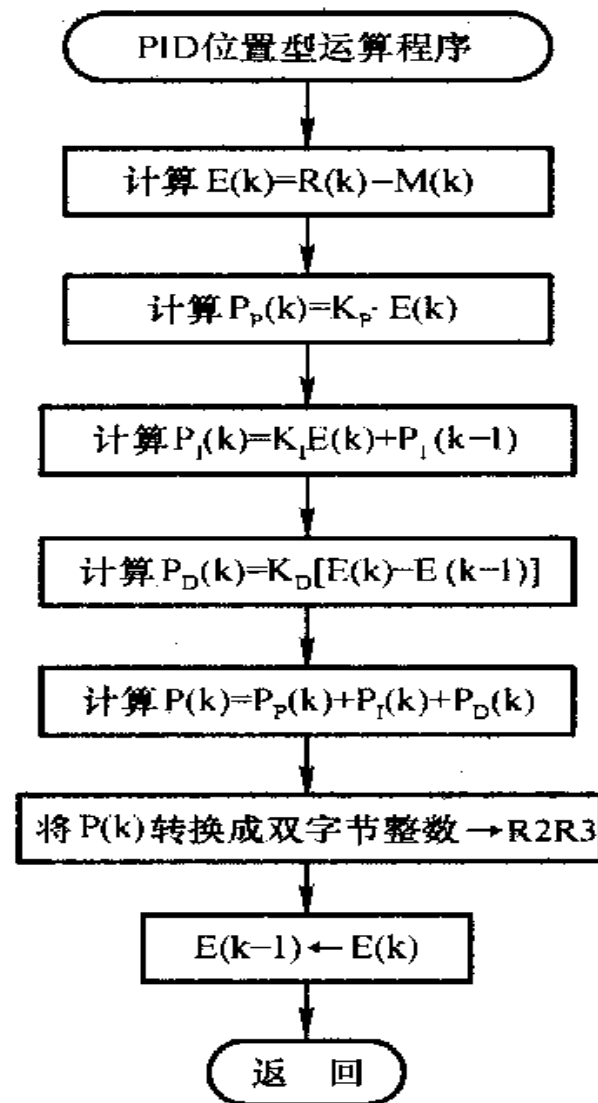 PID位置型运算程序
计算 E(k)=R(k)−M(k)
计算 P_P(k)=K_P· E(k)
计算 P_I(k)=K_I E(k)+P_I(k−1)
计算 P_D(k)=K_D[E(k)−E(k−1)]
计算 P(k)=P_P(k)+P_I(k)+P_D(k)
将 P(k) 转换成双字节整数→R2R3
E(k−1)←E(k)
返 回